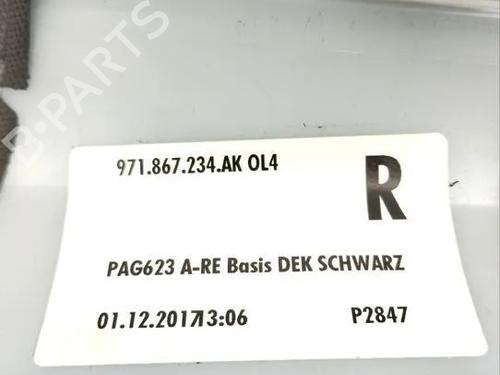 B-PARTS
971.867.234.AK OL4
R
PAG623 A-RE Basis DEK SCHWARZ
01.12.201713:06 P2847